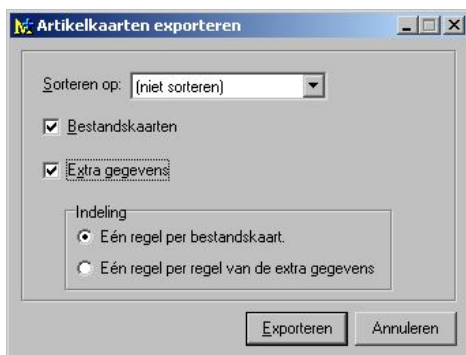 Artikelkaarten exporteren
Sorteren op: (niet sorteren)
Bestandskaarten
Extra gegevens
Indeling
Eén regel per bestandskaart.
Eén regel per regel van de extra gegevens
Exporteren Annuleren